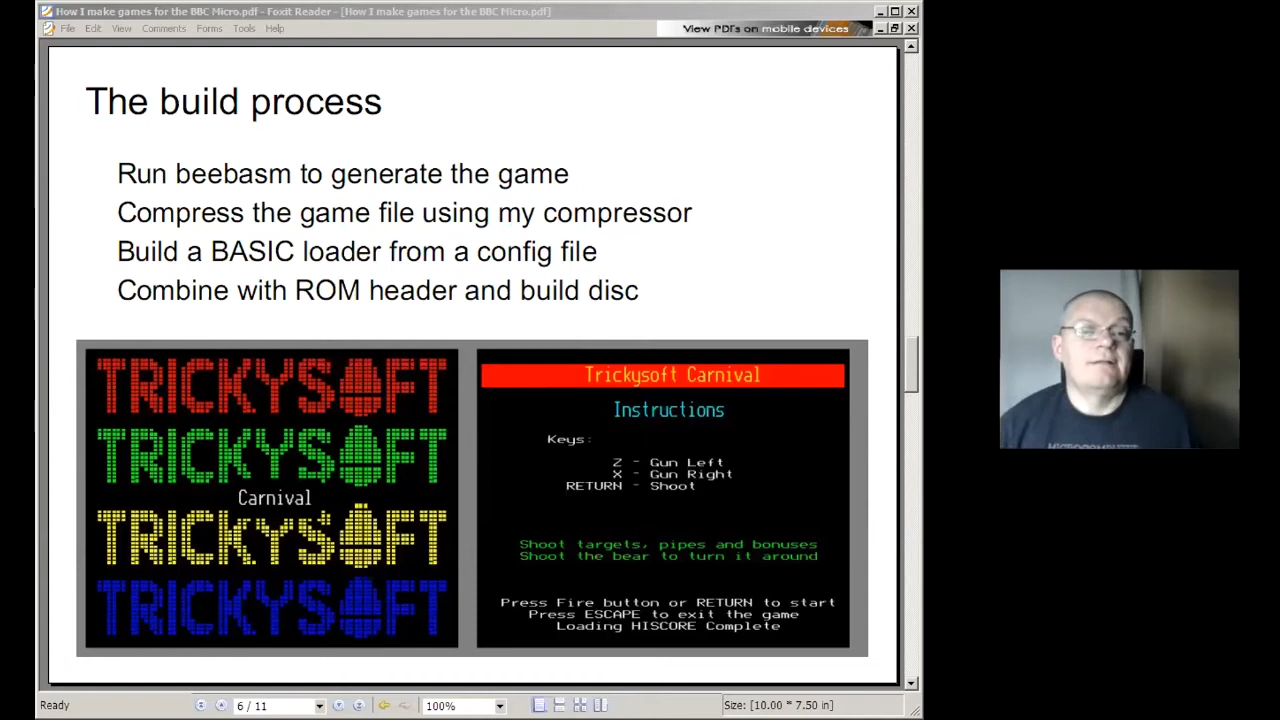 How I make games for the BBC Micro.pdf - Foxit Reader - [How I make games for the BBC Micro.pdf]
File Edit View Comments Forms Tools Help
View PDFs on mobile devices
The build process
Run beebasm to generate the game
Compress the game file using my compressor
Build a BASIC loader from a config file
Combine with ROM header and build disc
TRICKYSOFT
TRICKYSOFT
Carnival
TRICKYSOFT
TRICKYSOFT
Trickysoft Carnival
Instructions
Keys:
Z - Gun Left
X - Gun Right
RETURN - Shoot
Shoot targets, pipes and bonuses
Shoot the bear to turn it around
Press Fire button or RETURN to start
Press ESCAPE to exit the game
Loading HISCORE Complete
Ready
6 / 11
100%
Size: [10.00 * 7.50 in]